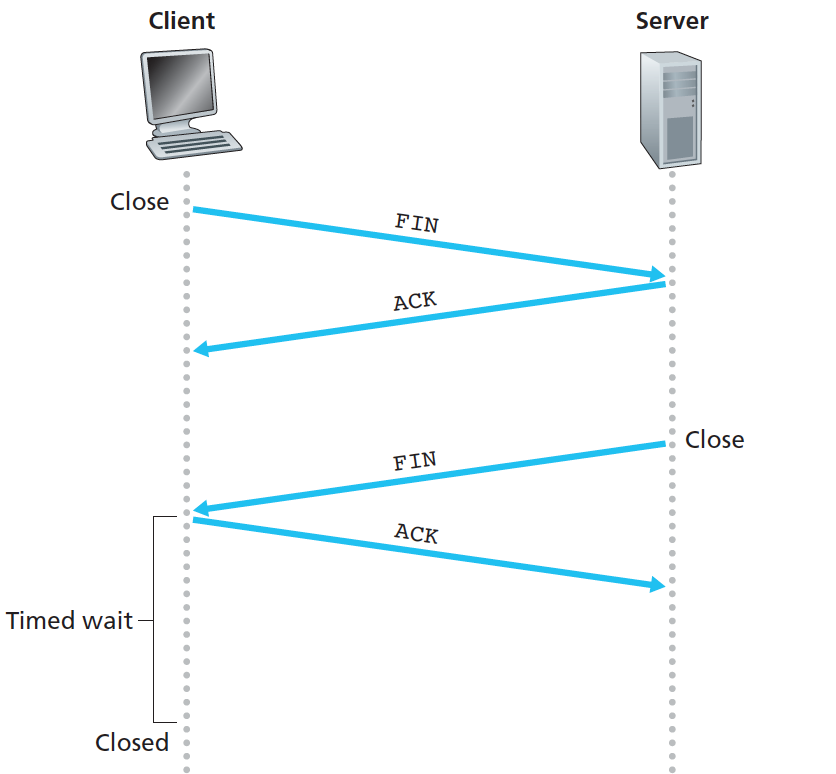 Client
Server
Close
FIN
ACK
Close
FIN
ACK
Timed wait
Closed